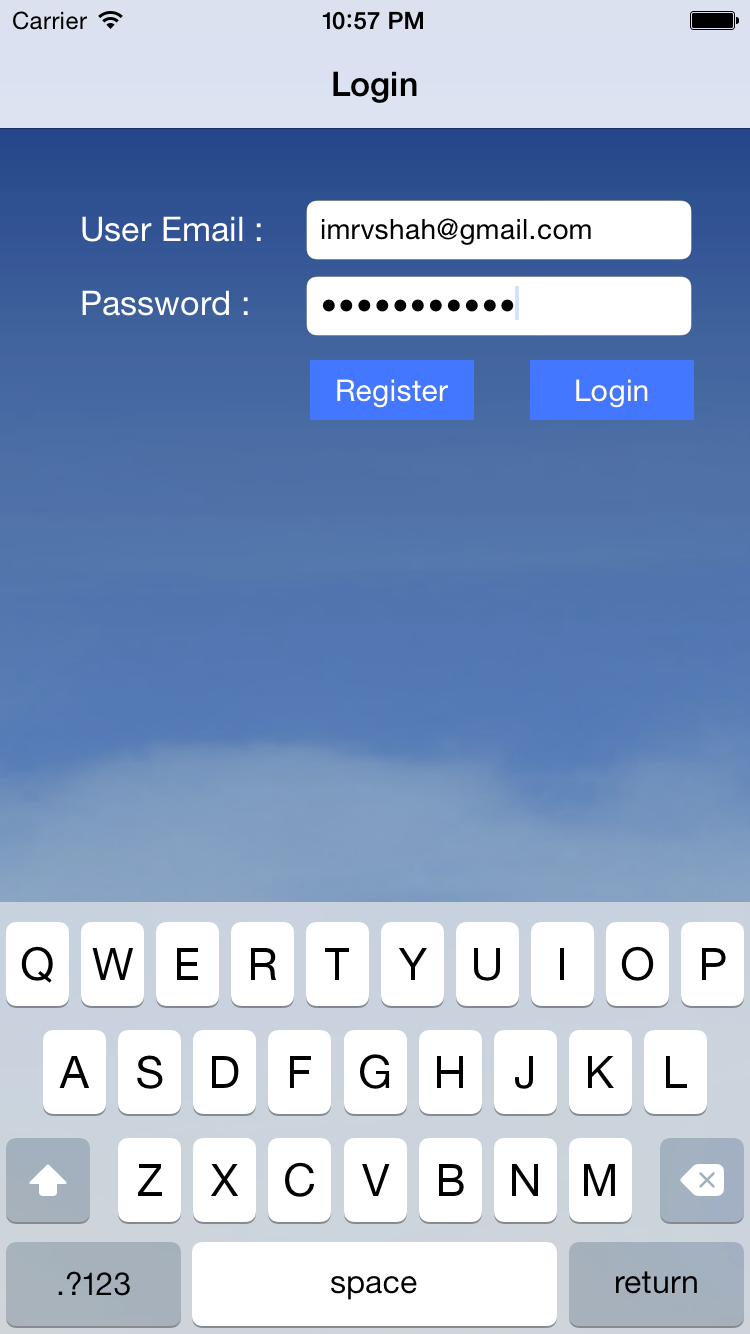 Carrier 10:57 PM
Login
User Email : imrvshah@gmail.com
Password : •••••••••••
Register Login
Q W E R T Y U I O P
A S D F G H J K L
Z X C V B N M
.?123 space return